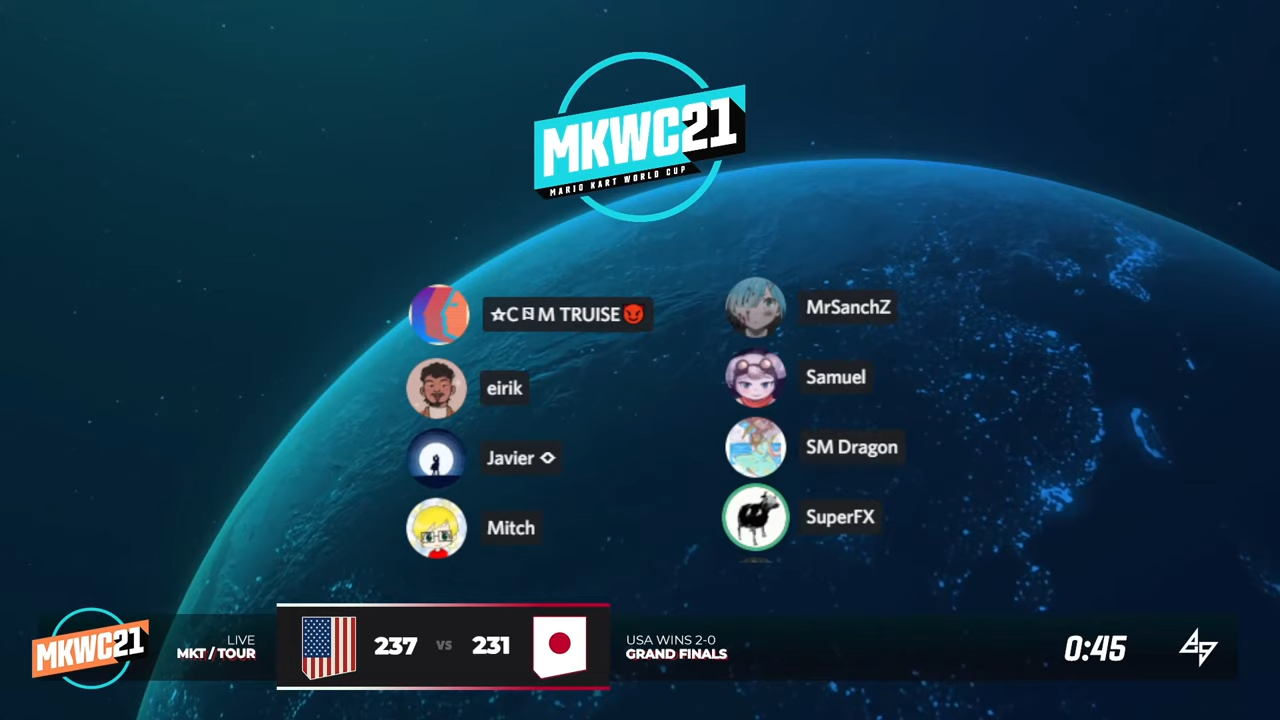 MKWC21
MARIO KART WORLD CUP
MrSanchZ
eirik
Samuel
Javier
SM Dragon
Mitch
SuperFX
MKWC21
LIVE
MKT / TOUR
237 VS 231
USA WINS 2-0
GRAND FINALS
0:45